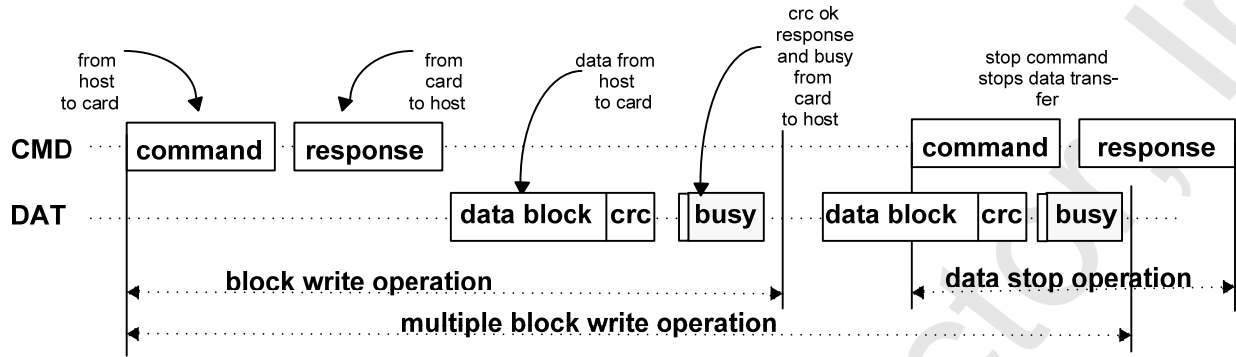 from
host
to card
from
card
to host
data from
host
to card
crc ok
response
and busy
from
card
to host
stop command
stops data trans-
fer
CMD
command
response
command
response
DAT
data block
crc
busy
data block
crc
busy
block write operation
data stop operation
multiple block write operation